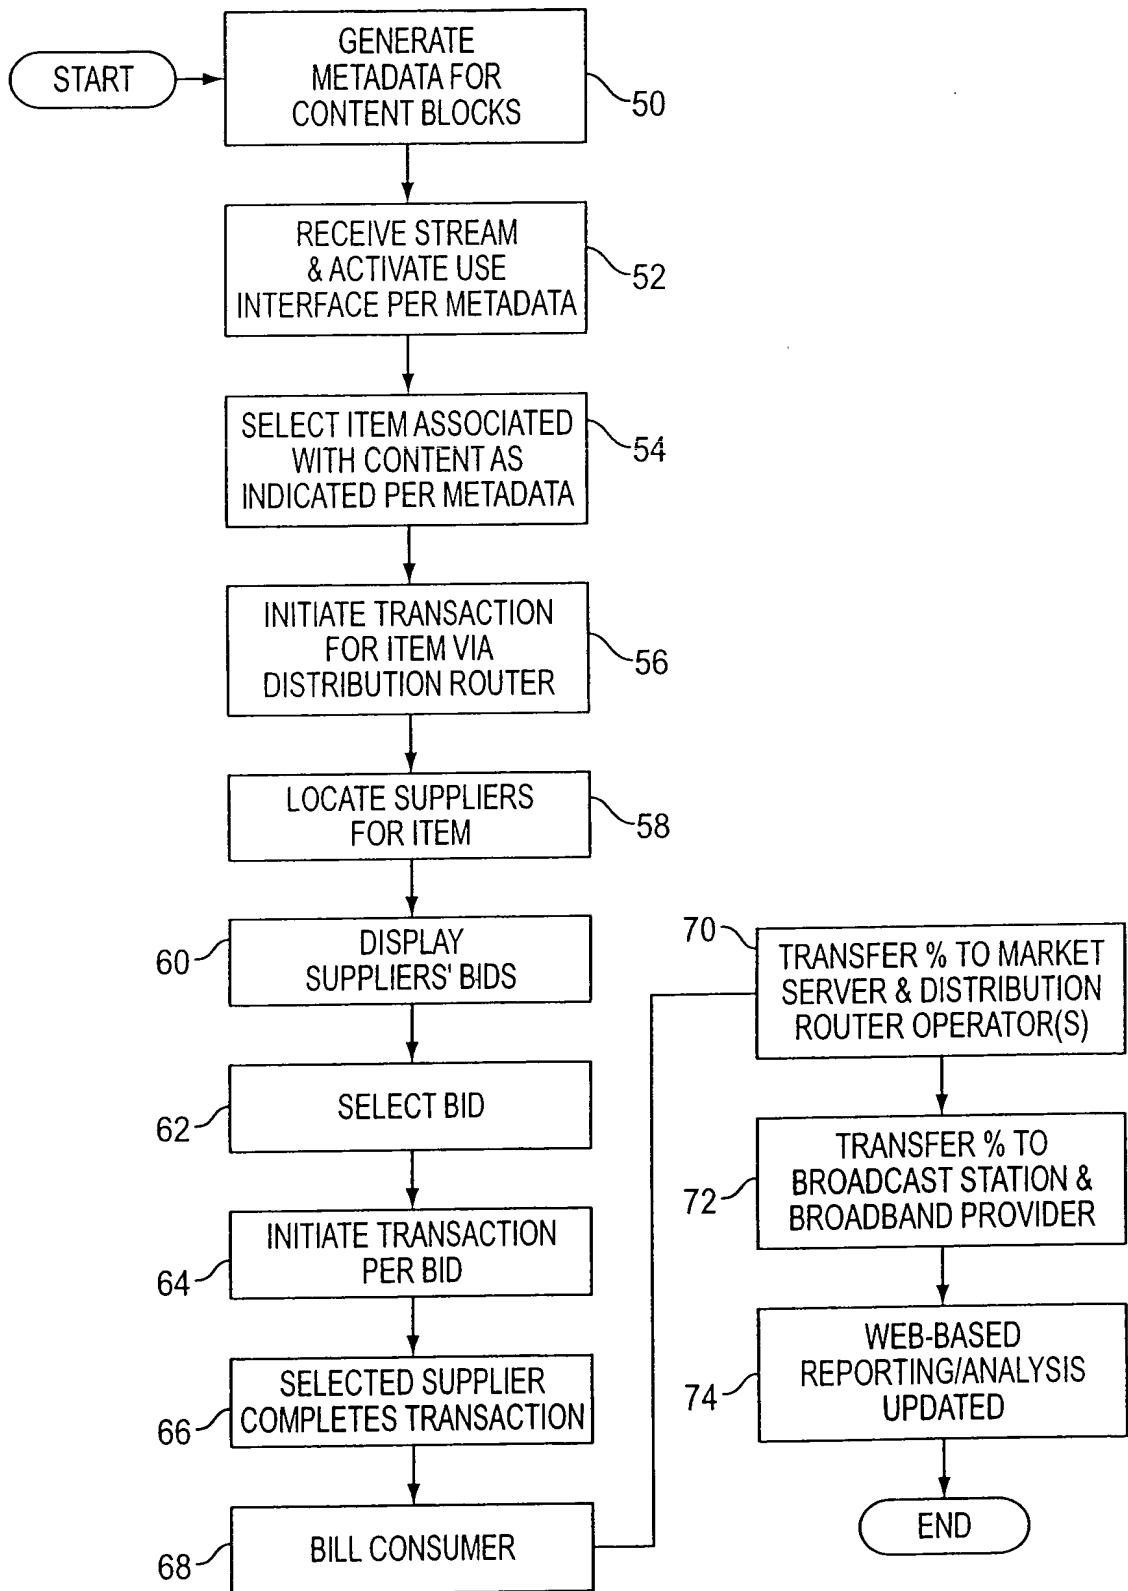 START
GENERATE
METADATA FOR
CONTENT BLOCKS
50
RECEIVE STREAM
& ACTIVATE USE
INTERFACE PER METADATA
52
SELECT ITEM ASSOCIATED
WITH CONTENT AS
INDICATED PER METADATA
54
INITIATE TRANSACTION
FOR ITEM VIA
DISTRIBUTION ROUTER
56
LOCATE SUPPLIERS
FOR ITEM
58
60
DISPLAY
SUPPLIERS' BIDS
62
SELECT BID
64
INITIATE TRANSACTION
PER BID
66
SELECTED SUPPLIER
COMPLETES TRANSACTION
68
BILL CONSUMER
70
TRANSFER % TO MARKET
SERVER & DISTRIBUTION
ROUTER OPERATOR(S)
72
TRANSFER % TO
BROADCAST STATION &
BROADBAND PROVIDER
74
WEB-BASED
REPORTING/ANALYSIS
UPDATED
END